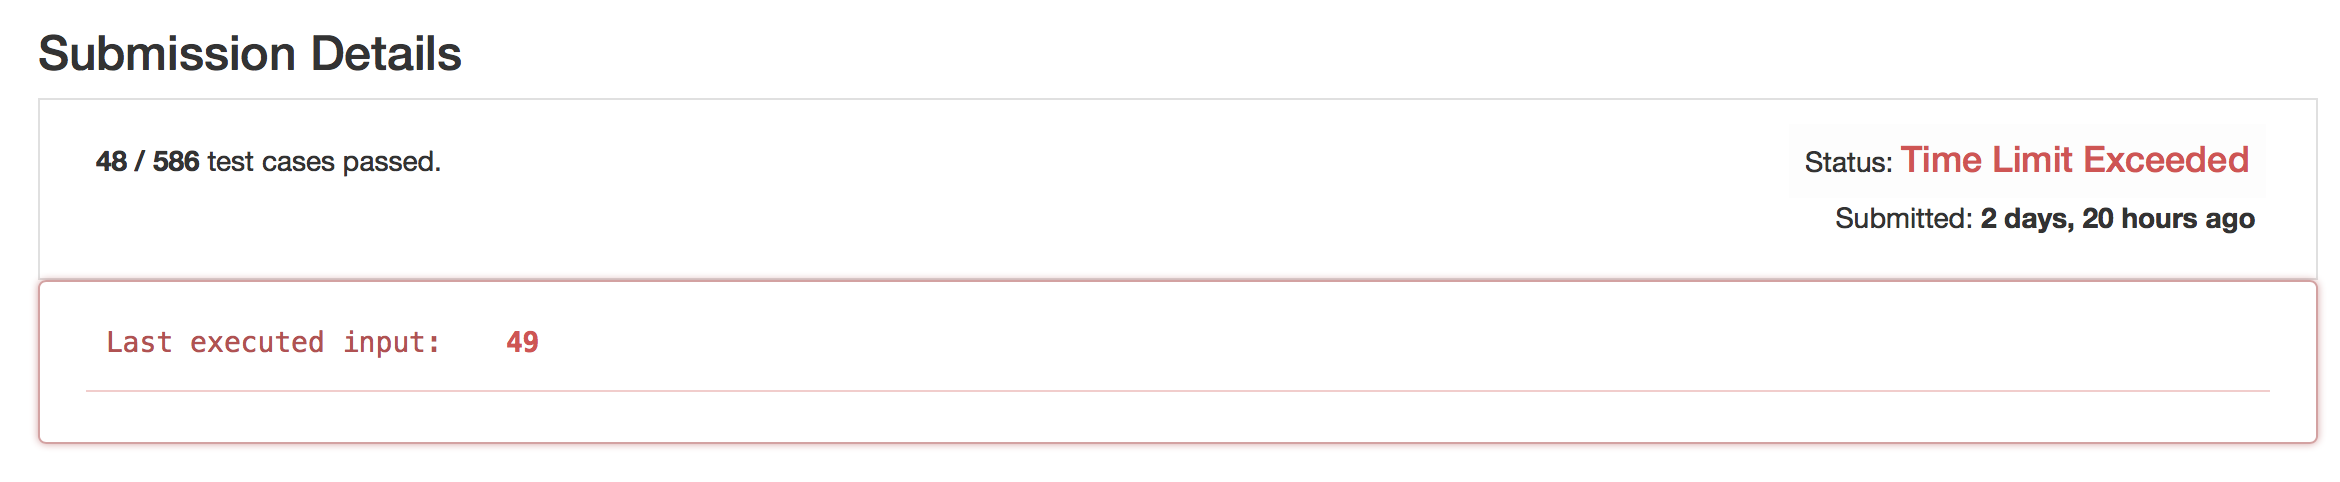 Submission Details
48 / 586 test cases passed.
Status: Time Limit Exceeded
Submitted: 2 days, 20 hours ago
Last executed input: 49